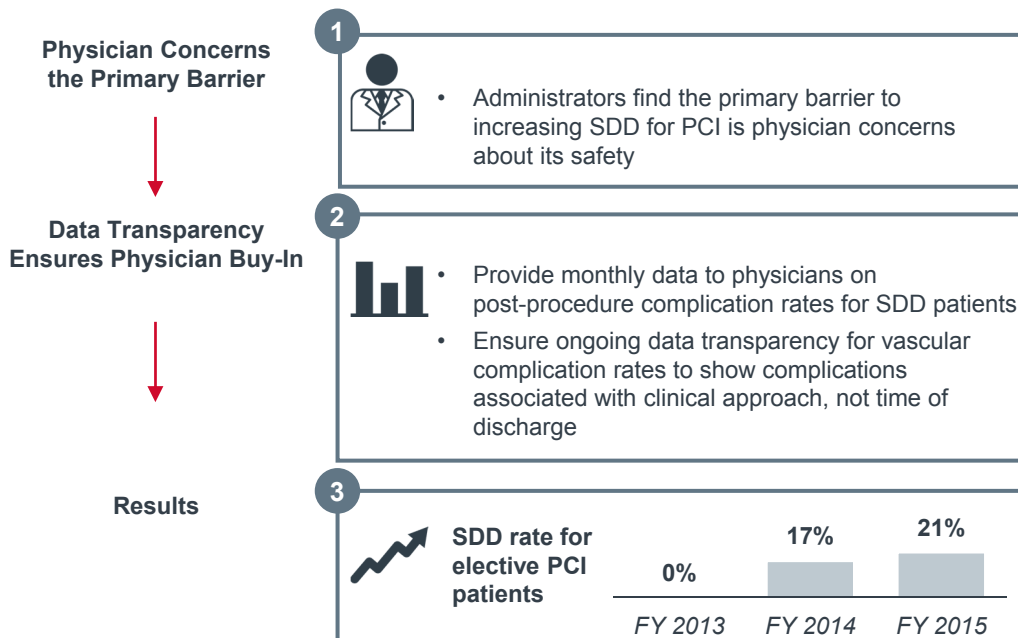 Physician Concerns
the Primary Barrier
1
• Administrators find the primary barrier to
increasing SDD for PCI is physician concerns
about its safety
Data Transparency
Ensures Physician Buy-In
2
• Provide monthly data to physicians on
post-procedure complication rates for SDD patients
• Ensure ongoing data transparency for vascular
complication rates to show complications
associated with clinical approach, not time of
discharge
Results
3
SDD rate for
elective PCI
patients
0%
17%
21%
FY 2013
FY 2014
FY 2015